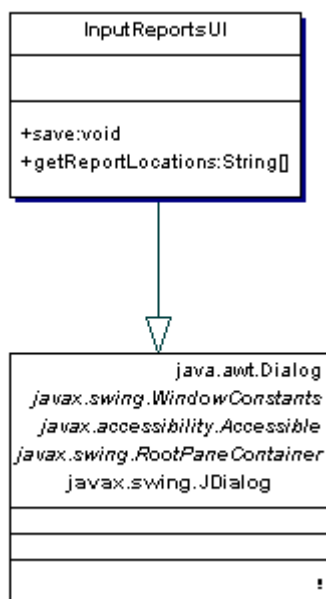 InputReportsUI
+save:void
+getReportLocations:String[]
java.awt.Dialog
javax.swing.WindowConstants
javax.accessibility.Accessible
javax.swing.RootPaneContainer
javax.swing.JDialog
!